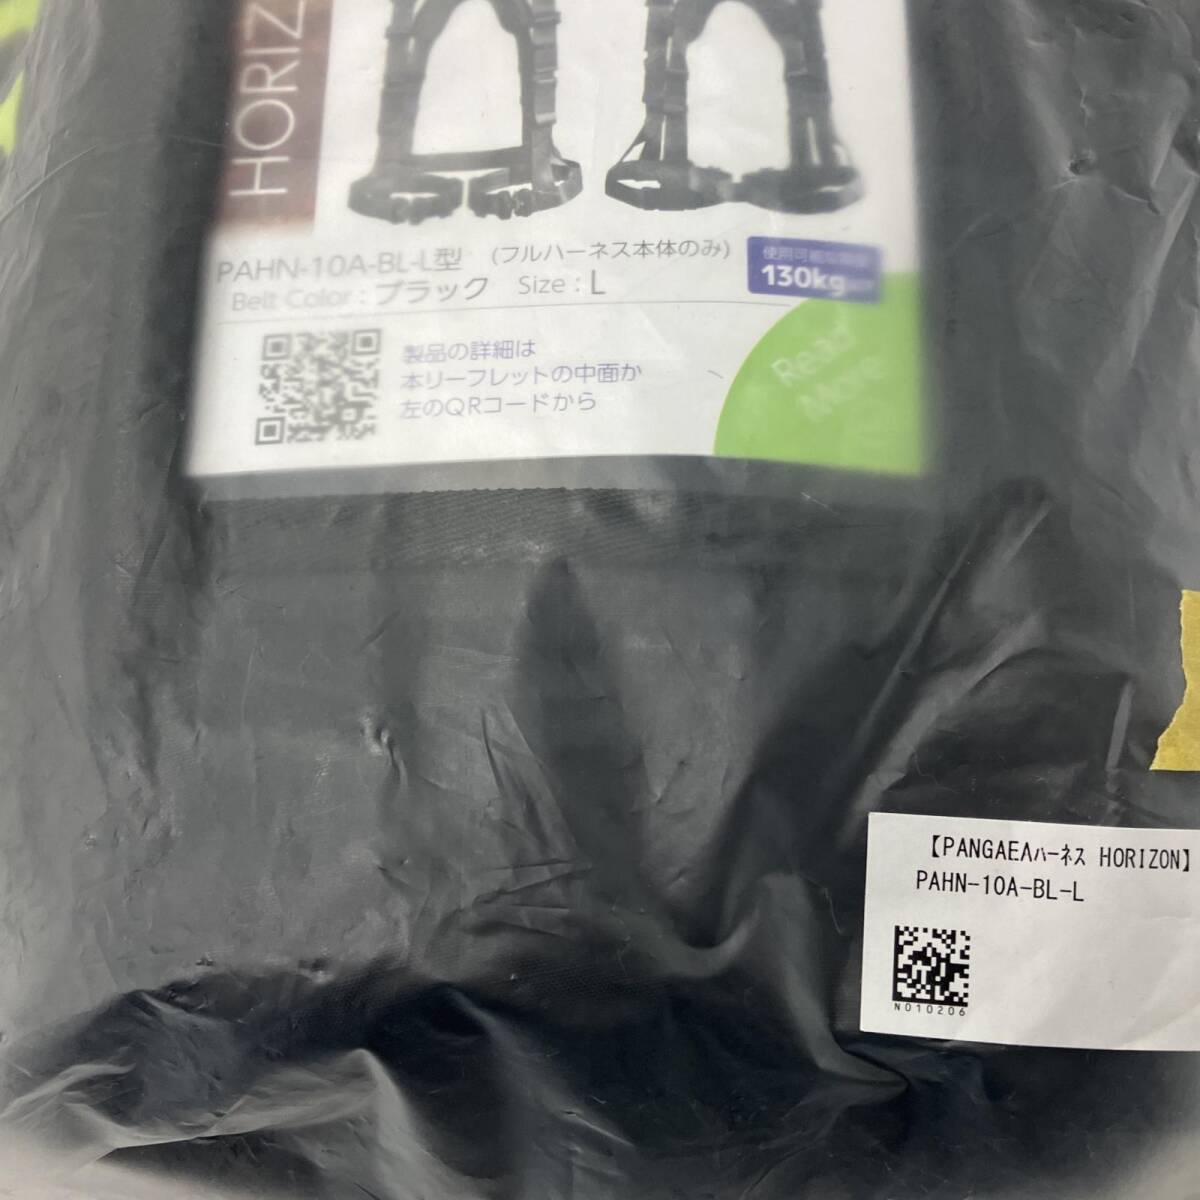 HORIZ
PAHN-10A-BL-L型 (フルハーネス本体のみ)
Belt Color : ブラック Size : L
使用可能
130kg
製品の詳細は
本リーフレットの中面か
左のQRコードから
Read
More
【PANGAEAハーネス HORIZON】
PAHN-10A-BL-L
N010206